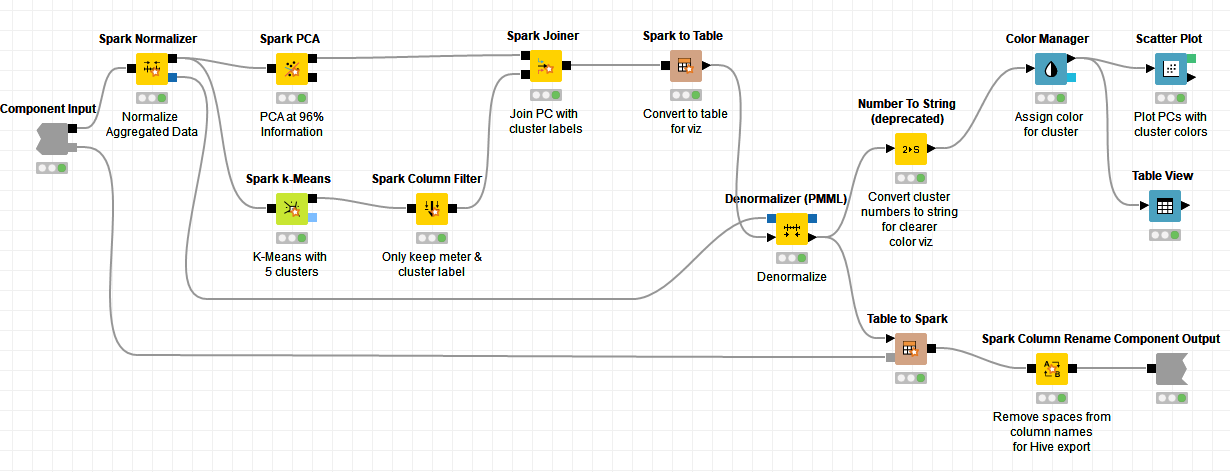 Component Input
Spark Normalizer
Normalize
Aggregated Data
Spark PCA
PCA at 96%
Information
Spark k-Means
K-Means with
5 clusters
Spark Column Filter
Only keep meter &
cluster label
Spark Joiner
Join PC with
cluster labels
Spark to Table
Convert to table
for viz
Denormalizer (PMML)
Denormalize
Number To String
(deprecated)
2 S
Convert cluster
numbers to string
for clearer
color viz
Color Manager
Assign color
for cluster
Scatter Plot
Plot PCs with
cluster colors
Table View
Table to Spark
Spark Column Rename
A
B
Remove spaces from
column names
for Hive export
Component Output